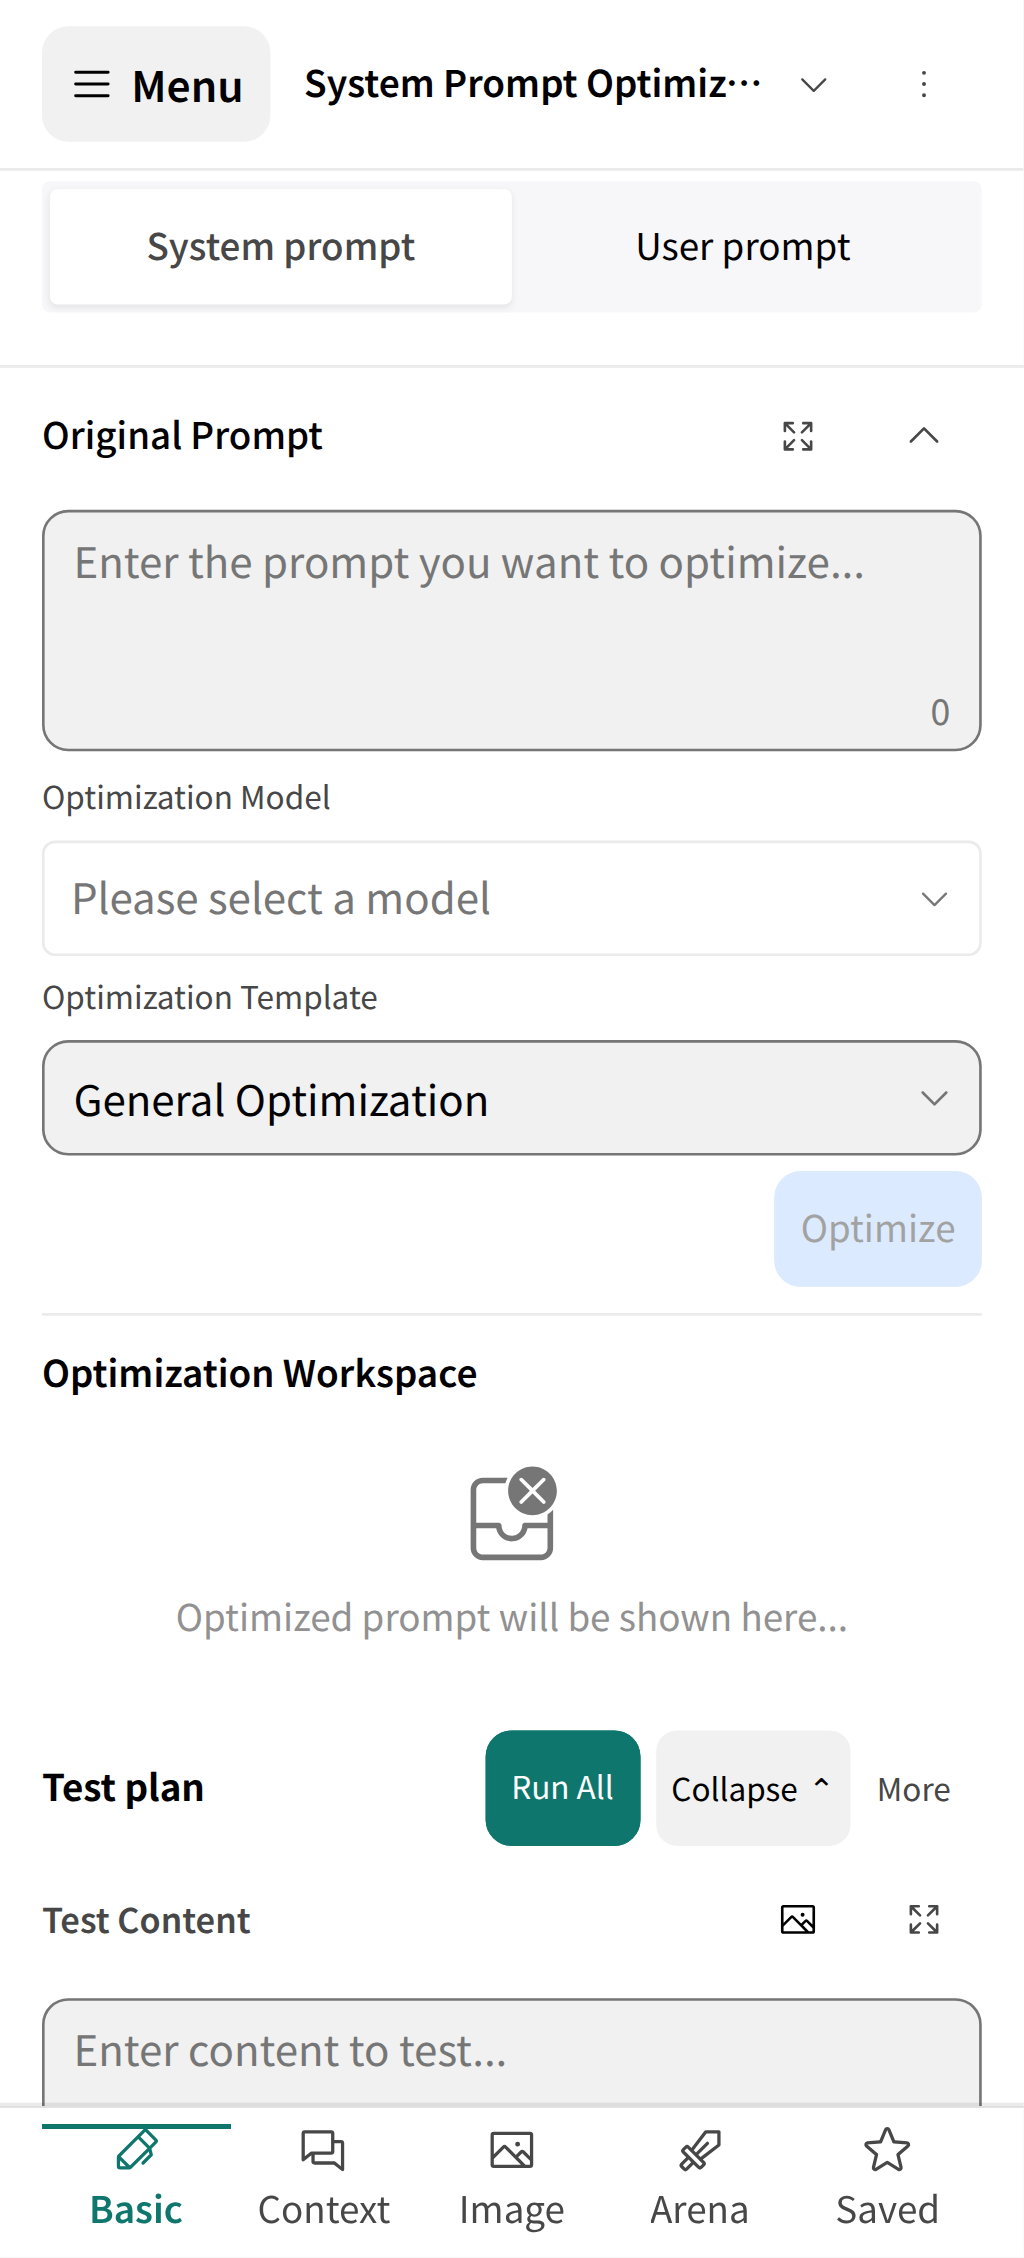 Menu
System Prompt Optimiz···
System prompt
User prompt
Original Prompt
Enter the prompt you want to optimize...
0
Optimization Model
Please select a model
Optimization Template
General Optimization
Optimize
Optimization Workspace
Optimized prompt will be shown here...
Test plan
Run All
Collapse ⌃
More
Test Content
Enter content to test...
Basic
Context
Image
Arena
Saved